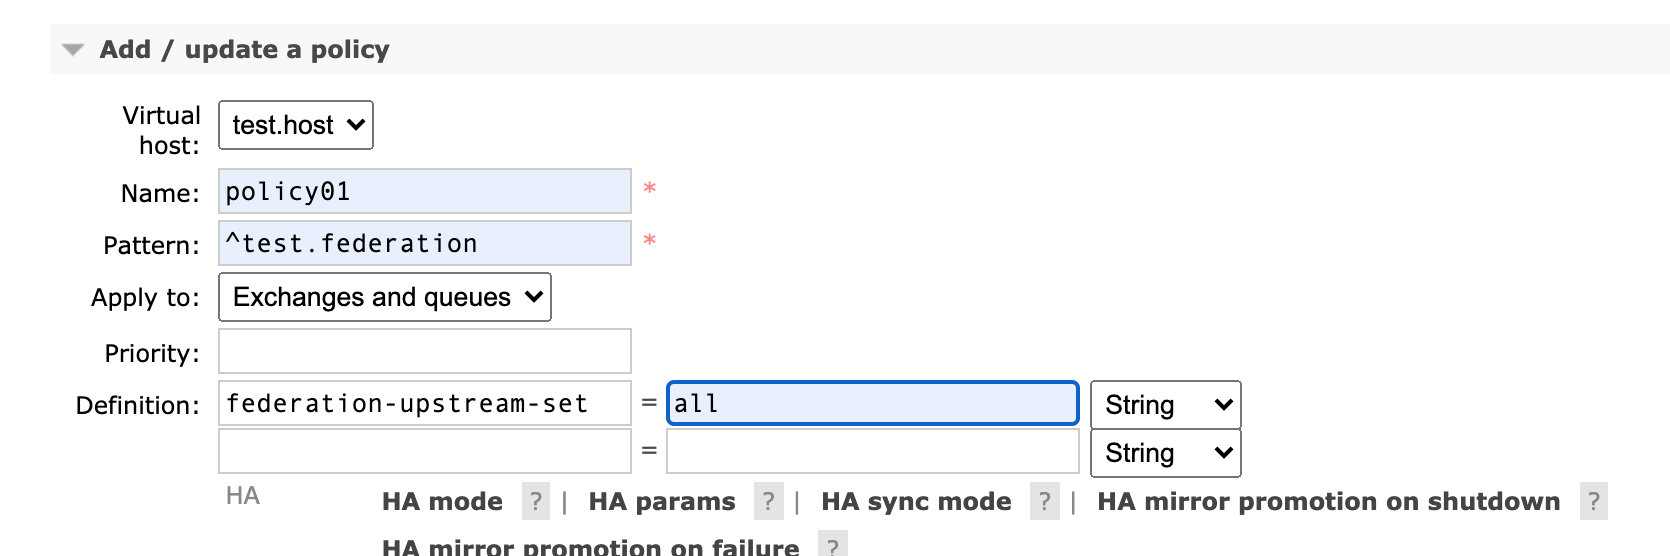 Add / update a policy
Virtual host: test.host
Name: policy01 *
Pattern: ^test.federation *
Apply to: Exchanges and queues
Priority:
Definition: federation-upstream-set = all String
= String
HA HA mode ? | HA params ? | HA sync mode ? | HA mirror promotion on shutdown ?
HA mirror promotion on failure ?